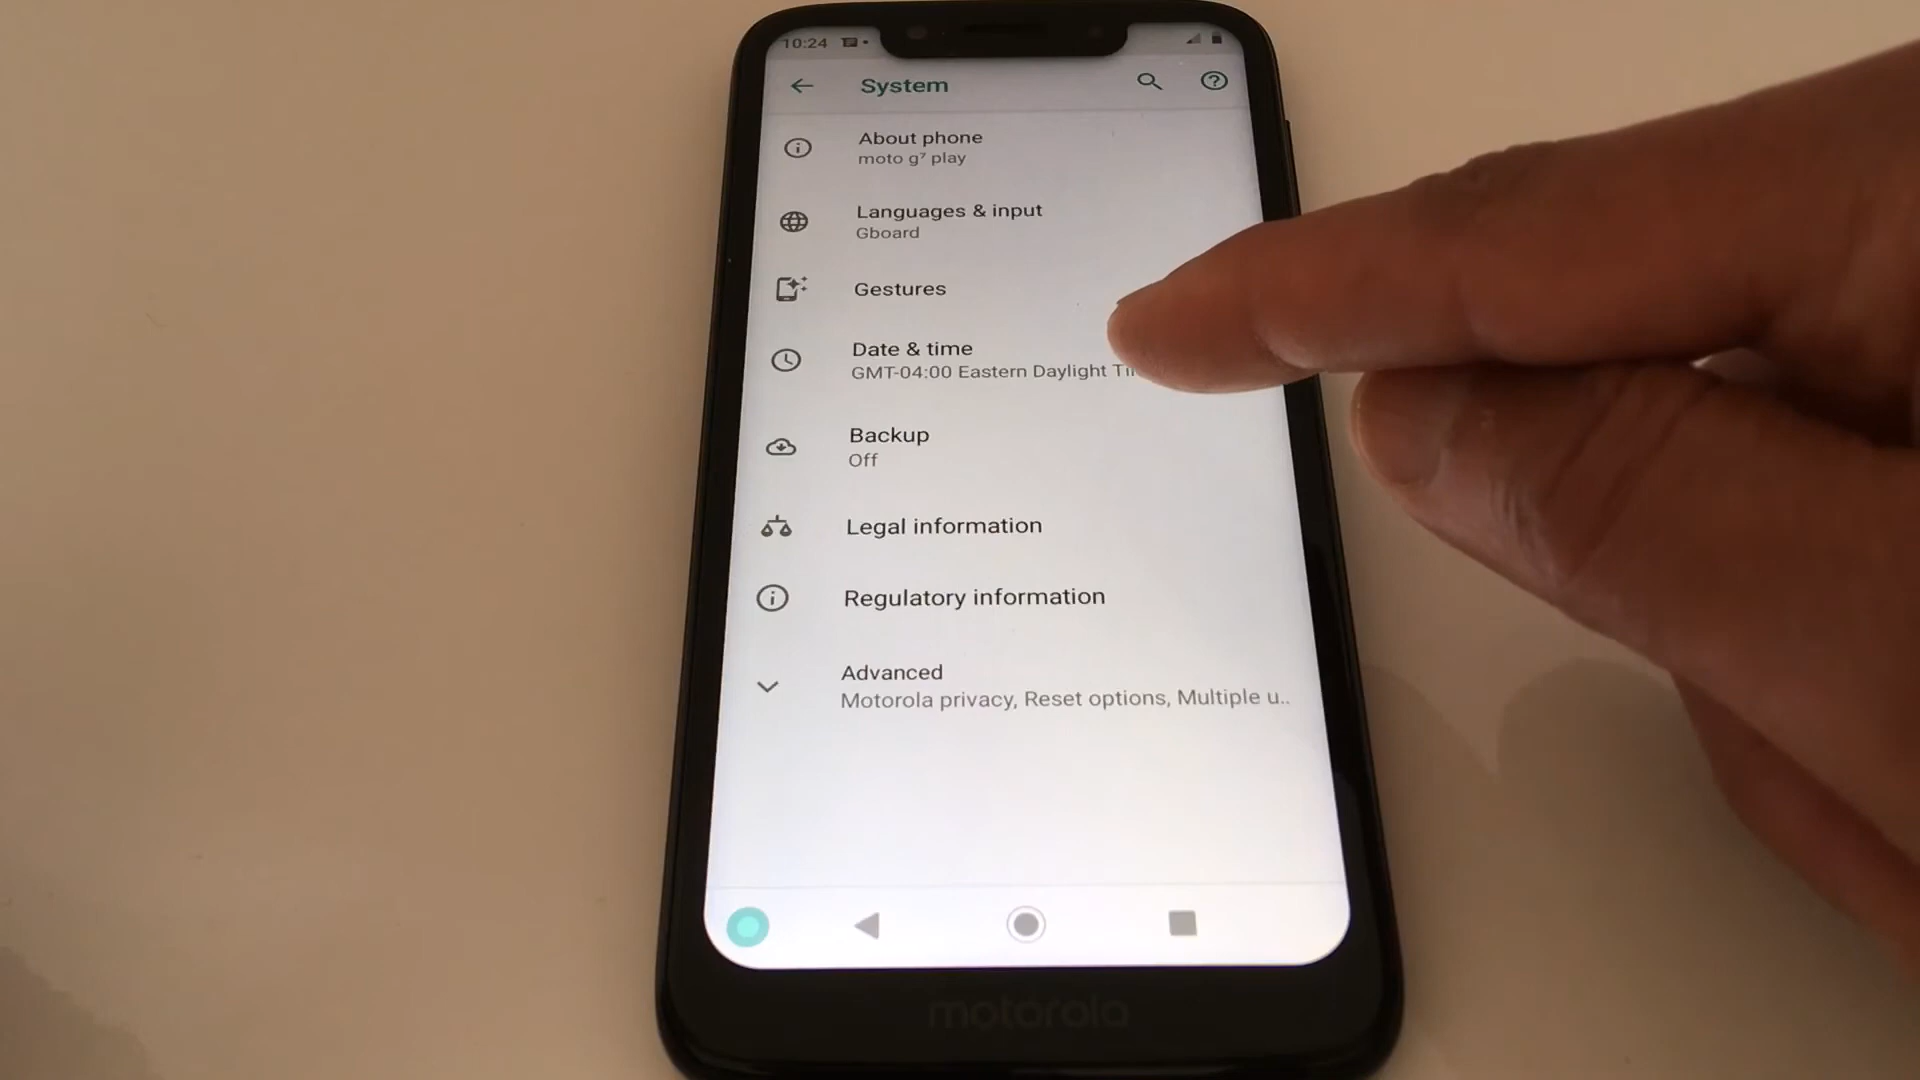 10:24
System
About phone
moto g⁷ play
Languages & input
Gboard
Gestures
Date & time
GMT-04:00 Eastern Daylight
Backup
Off
Legal information
Regulatory information
Advanced
Motorola privacy, Reset options, Multiple u..
motorola